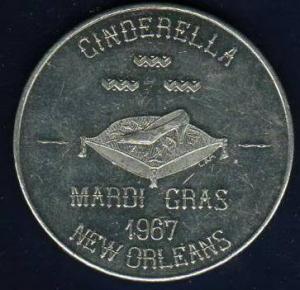 CINDERELLA
MARDI GRAS
1967
NEW ORLEANS